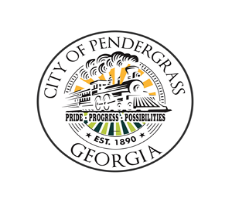 CITY OF PENDERGRASS
PRIDE - PROGRESS - POSSIBILITIES
EST. 1890
GEORGIA